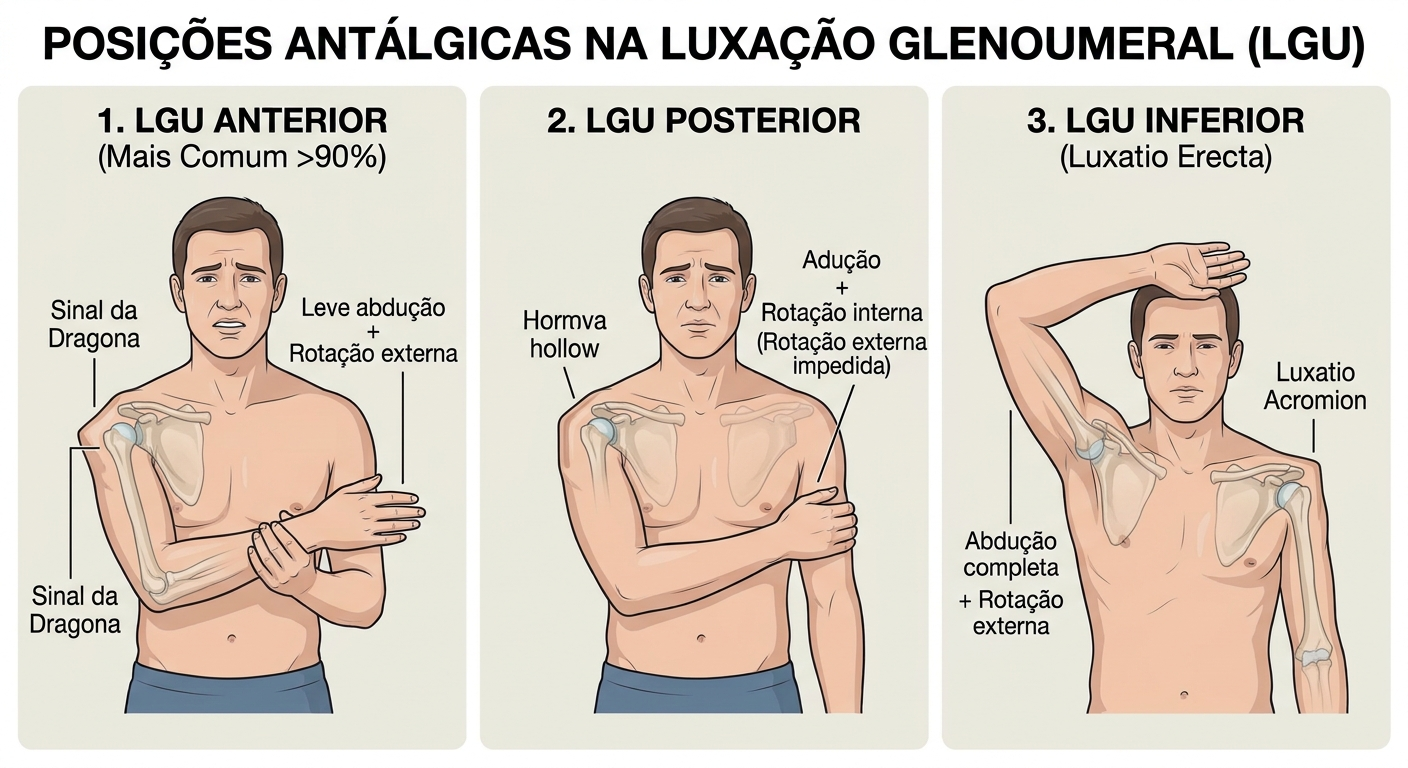 POSIÇÕES ANTÁLGICAS NA LUXAÇÃO GLENOUMERAL (LGU)
1. LGU ANTERIOR
(Mais Comum >90%)
Sinal da
Dragona
Leve abdução
+
Rotação externa
Sinal da
Dragona
2. LGU POSTERIOR
Hormva
hollow
Adução
+
Rotação interna
(Rotação externa
impedida)
3. LGU INFERIOR
(Luxatio Erecta)
Luxatio
Acromion
Abdução
completa
+ Rotação
externa